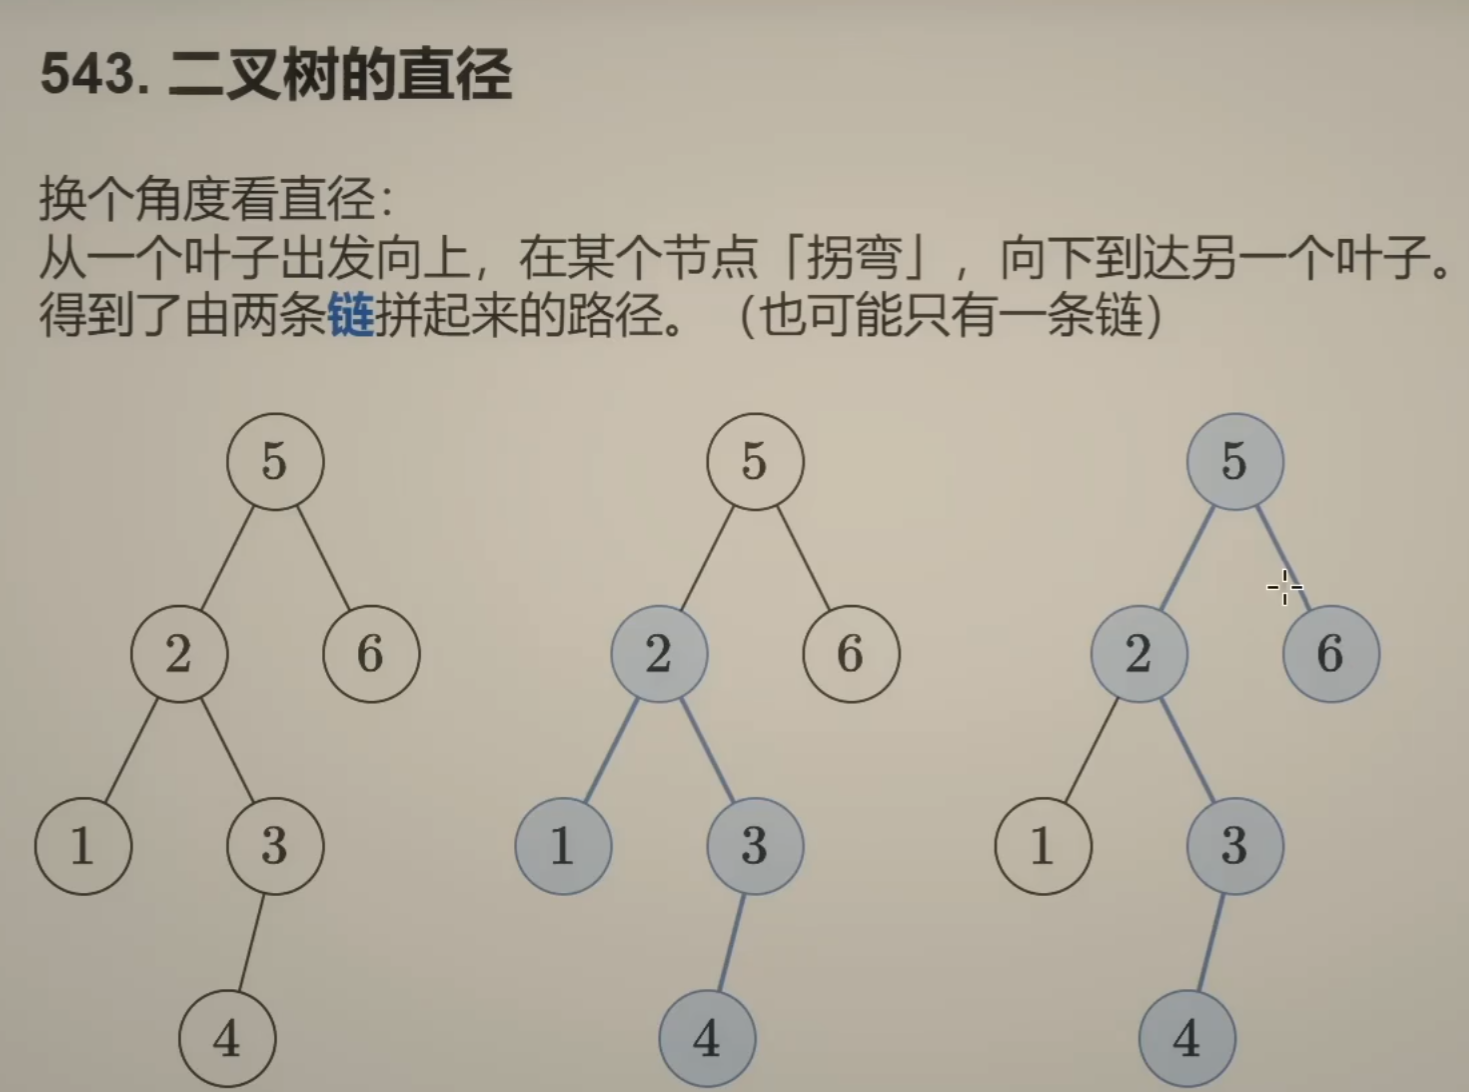 543. 二叉树的直径
换个角度看直径：
从一个叶子出发向上，在某个节点「拐弯」，向下到达另一个叶子。
得到了由两条链拼起来的路径。（也可能只有一条链）
5 5 5
2 6 2 6 2 6
1 3 1 3 1 3
4 4 4